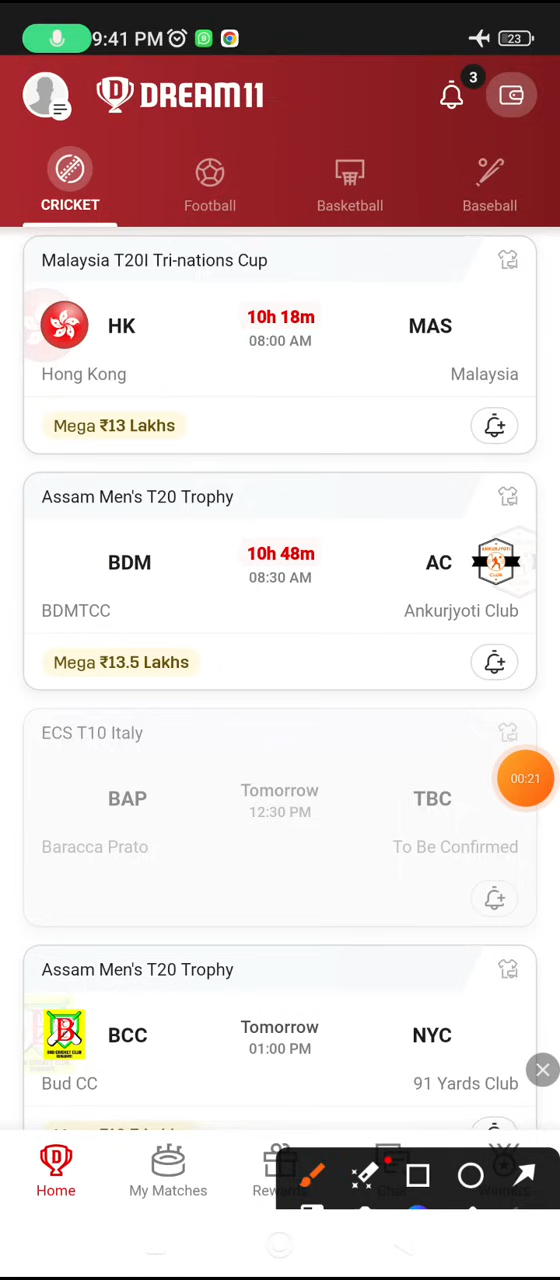 9:41 PM
23
DREAM11
3
CRICKET
Football
Basketball
Baseball
Malaysia T20I Tri-nations Cup
HK
10h 18m
MAS
08:00 AM
Hong Kong
Malaysia
Mega ₹13 Lakhs
Assam Men's T20 Trophy
BDM
10h 48m
AC
08:30 AM
BDMTCC
Ankurjyoti Club
Mega ₹13.5 Lakhs
ECS T10 Italy
BAP
Tomorrow
TBC
12:30 PM
00:21
Baracca Prato
To Be Confirmed
Assam Men's T20 Trophy
BCC
Tomorrow
NYC
01:00 PM
Bud CC
91 Yards Club
Home
My Matches
Chat
Winners